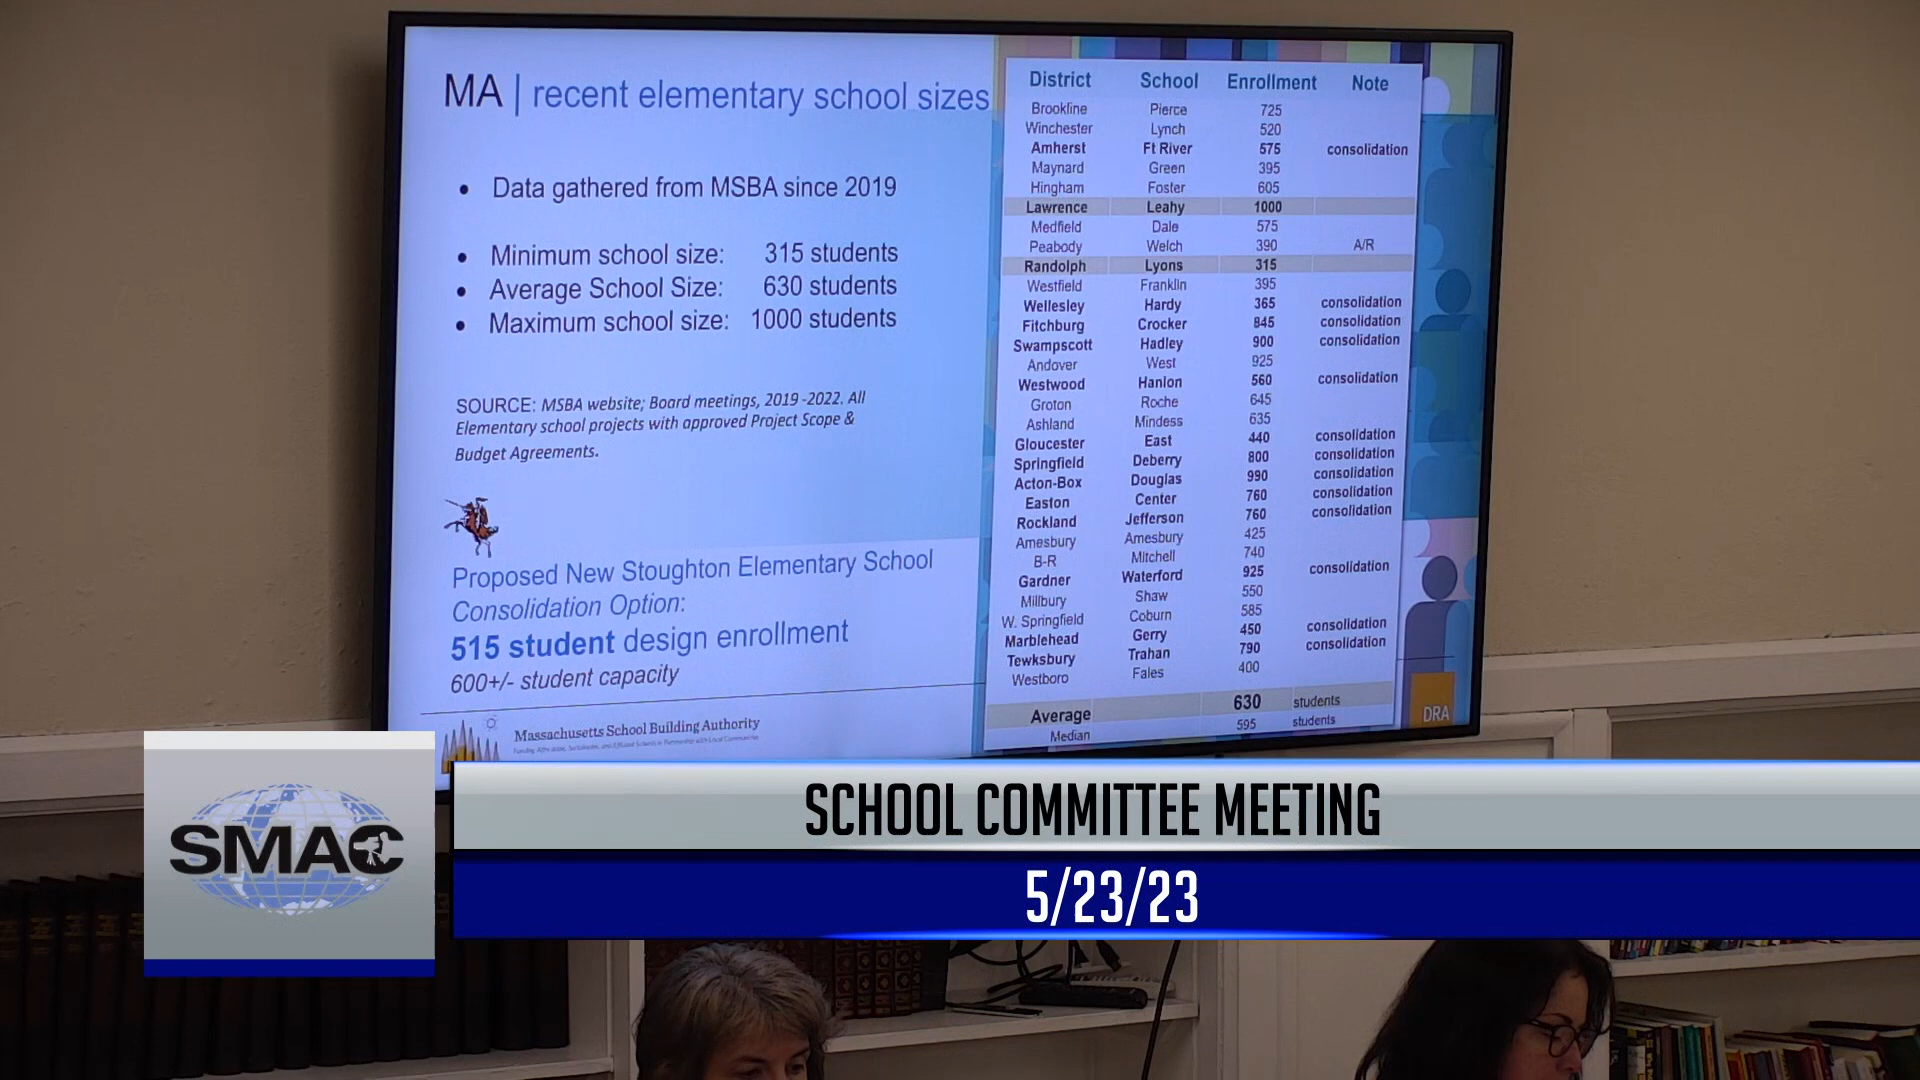 MA | recent elementary school sizes
• Data gathered from MSBA since 2019
• Minimum school size: 315 students
• Average School Size: 630 students
• Maximum school size: 1000 students
SOURCE: MSBA website; Board meetings, 2019 -2022. All
Elementary school projects with approved Project Scope &
Budget Agreements.
Proposed New Stoughton Elementary School
Consolidation Option:
515 student design enrollment
600+/- student capacity
Massachusetts School Building Authority
District School Enrollment Note
Brookline Pierce 725
Winchester Lynch 520
Amherst Ft River 575 consolidation
Maynard Green 395
Hingham Foster 605
Lawrence Leahy 1000
Medfield Dale 575
Peabody Welch 390 A/R
Randolph Lyons 315
Westfield Franklin 395
Wellesley Hardy 365 consolidation
Fitchburg Crocker 845 consolidation
Swampscott Hadley 900 consolidation
Andover West 925
Westwood Hanlon 560 consolidation
Groton Roche 645
Ashland Mindess 635
Gloucester East 440 consolidation
Springfield Deberry 800 consolidation
Acton-Box Douglas 990 consolidation
Easton Center 760 consolidation
Rockland Jefferson 760 consolidation
Amesbury Amesbury 425
B-R Mitchell 740
Gardner Waterford 925 consolidation
Millbury Shaw 550
W. Springfield Coburn 585
Marblehead Gerry 450 consolidation
Tewksbury Trahan 790 consolidation
Westboro Fales 400
Average 630 students
Median 595 students
DRA
SMAC
SCHOOL COMMITTEE MEETING
5/23/23